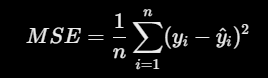 MSE = \frac{1}{n} \sum_{i=1}^{n} (y_i - \hat{y}_i)^2